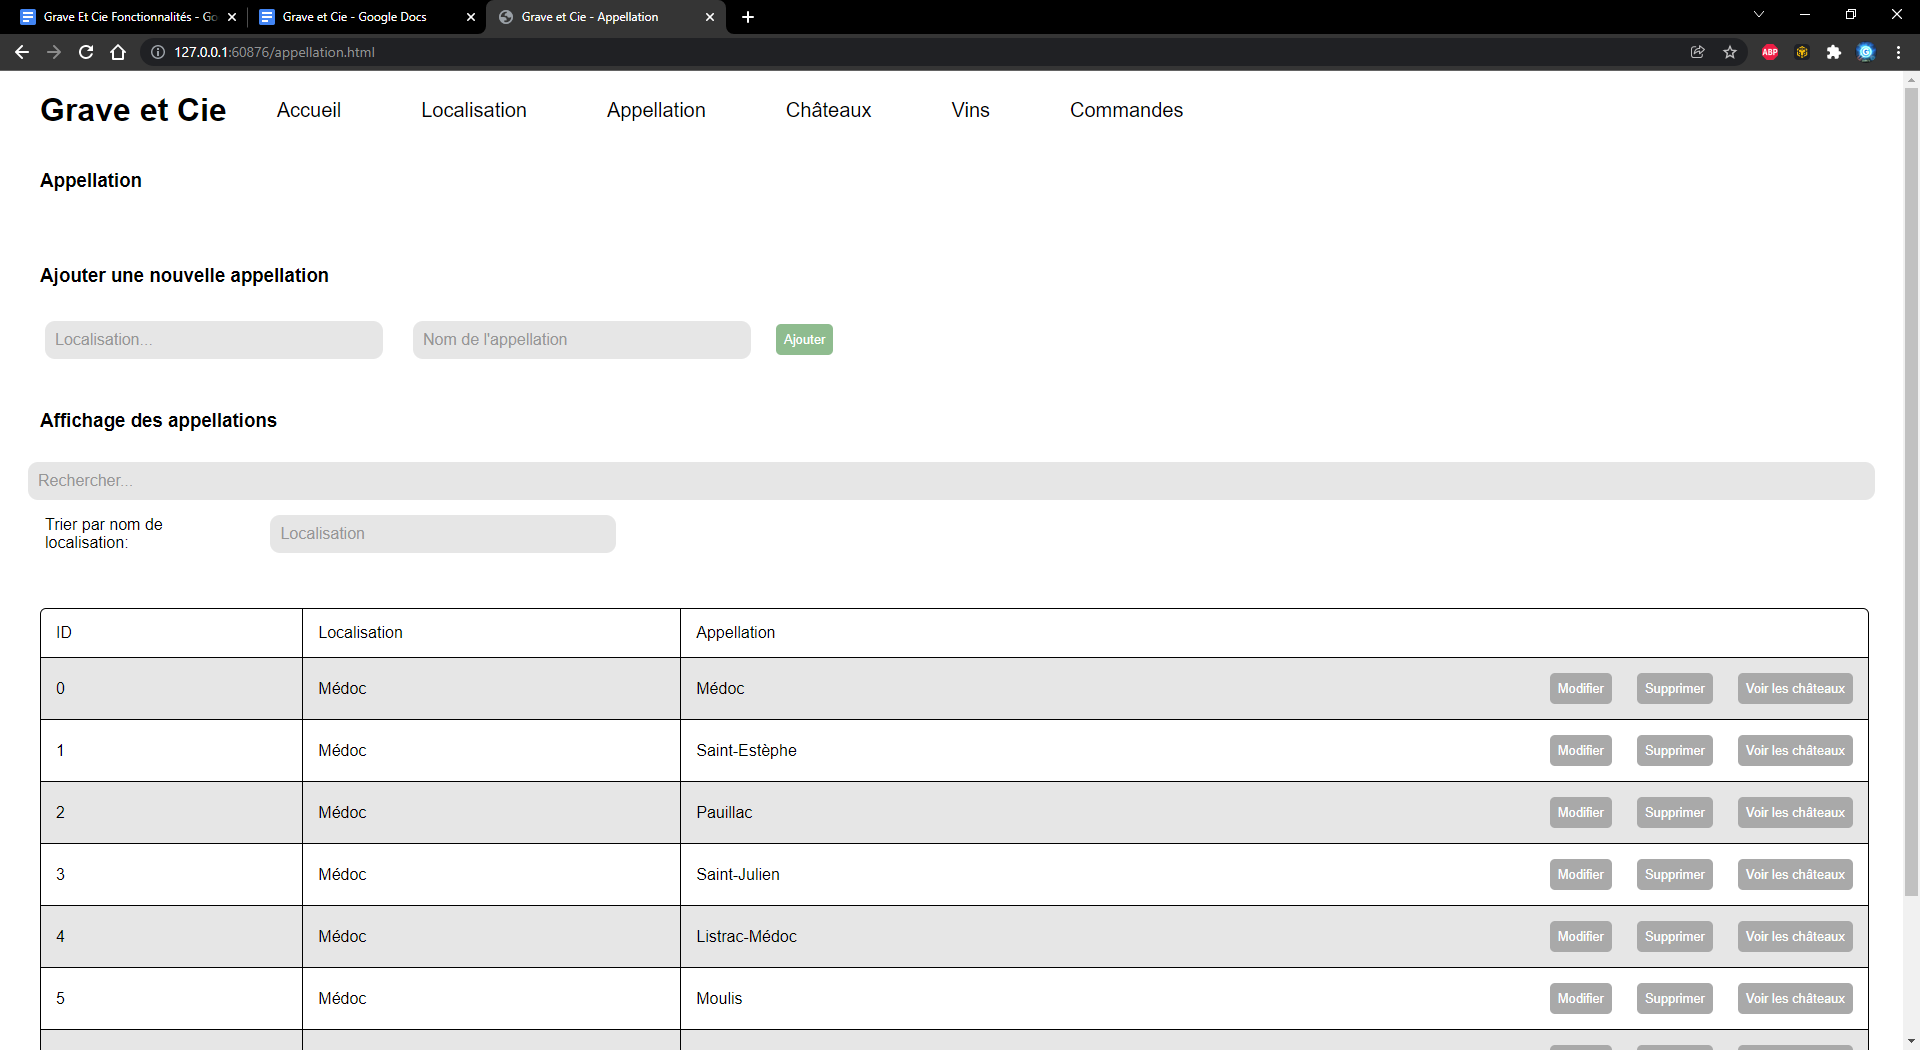 Grave Et Cie Fonctionnalités - Go
Grave et Cie - Google Docs
Grave et Cie - Appellation
127.0.0.1:60876/appellation.html
ABP
Grave et Cie Accueil Localisation Appellation Châteaux Vins Commandes
Appellation
Ajouter une nouvelle appellation
Localisation... Nom de l'appellation Ajouter
Affichage des appellations
Rechercher...
Trier par nom de
localisation:
Localisation
ID Localisation Appellation
0 Médoc Médoc Modifier Supprimer Voir les châteaux
1 Médoc Saint-Estèphe Modifier Supprimer Voir les châteaux
2 Médoc Pauillac Modifier Supprimer Voir les châteaux
3 Médoc Saint-Julien Modifier Supprimer Voir les châteaux
4 Médoc Listrac-Médoc Modifier Supprimer Voir les châteaux
5 Médoc Moulis Modifier Supprimer Voir les châteaux